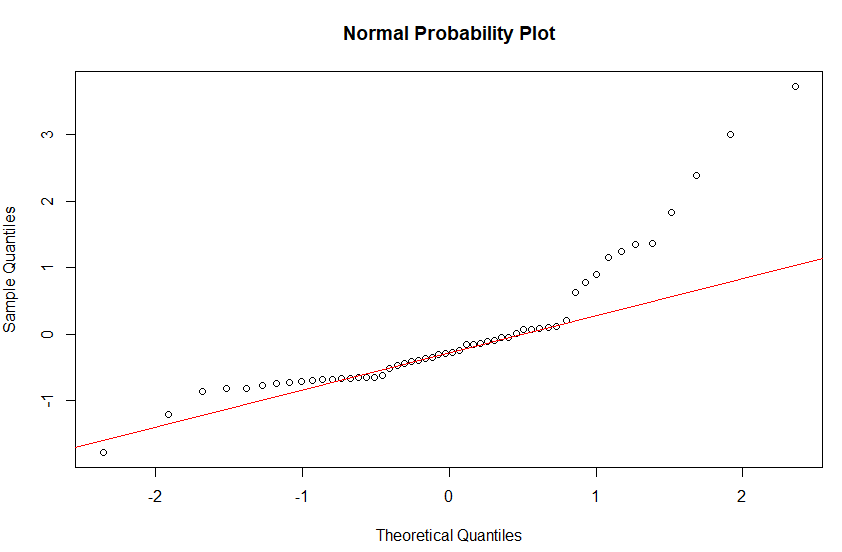 Normal Probability Plot
Sample Quantiles
3
2
1
0
-1
-2 -1 0 1 2
Theoretical Quantiles